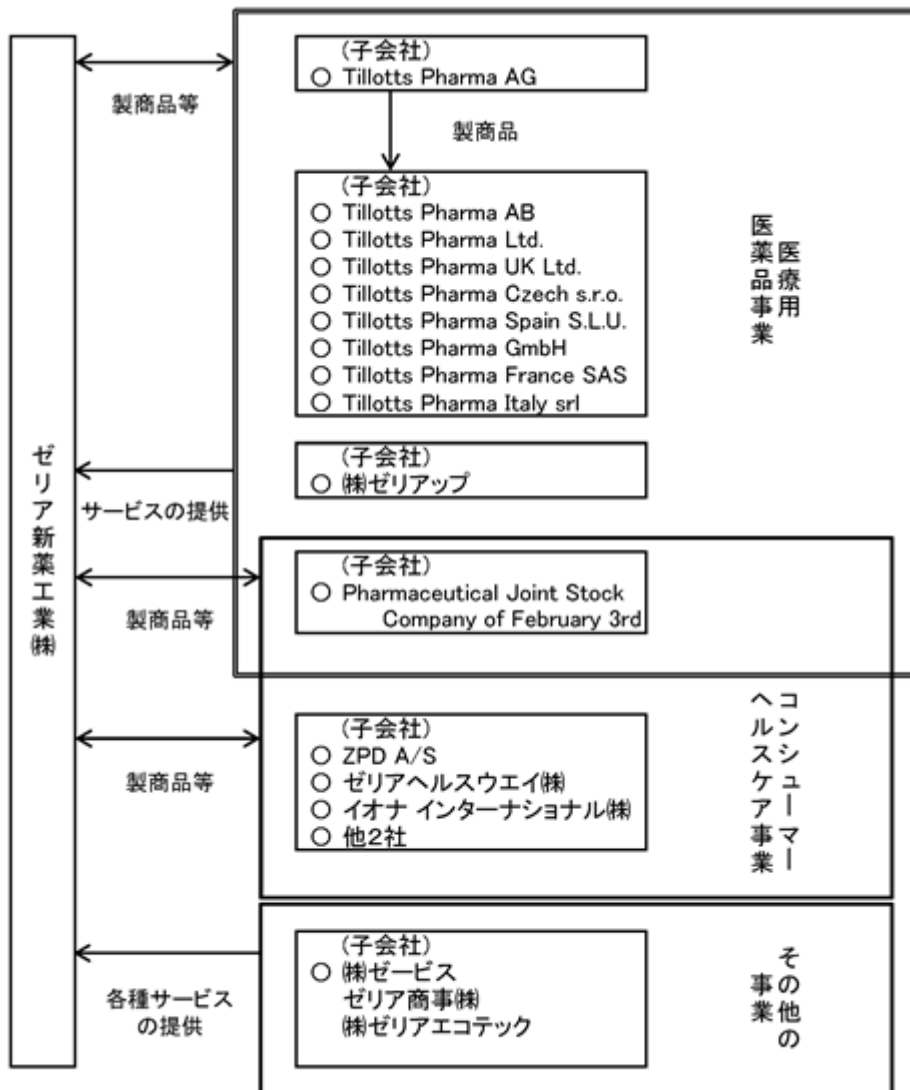 ゼリア新薬工業㈱
製商品等
(子会社)
○ Tillotts Pharma AG
製商品
(子会社)
○ Tillotts Pharma AB
○ Tillotts Pharma Ltd.
○ Tillotts Pharma UK Ltd.
○ Tillotts Pharma Czech s.r.o.
○ Tillotts Pharma Spain S.L.U.
○ Tillotts Pharma GmbH
○ Tillotts Pharma France SAS
○ Tillotts Pharma Italy srl
医療用
医薬品事業
(子会社)
○ ㈱ゼリアップ
サービスの提供
(子会社)
○ Pharmaceutical Joint Stock
Company of February 3rd
製商品等
コンシューマー
ヘルスケア事業
(子会社)
○ ZPD A/S
○ ゼリアヘルスウエイ㈱
○ イオナ インターナショナル㈱
○ 他2社
製商品等
(子会社)
○ ㈱ゼービス
ゼリア商事㈱
㈱ゼリアエコテック
各種サービス
の提供
その他の
事業